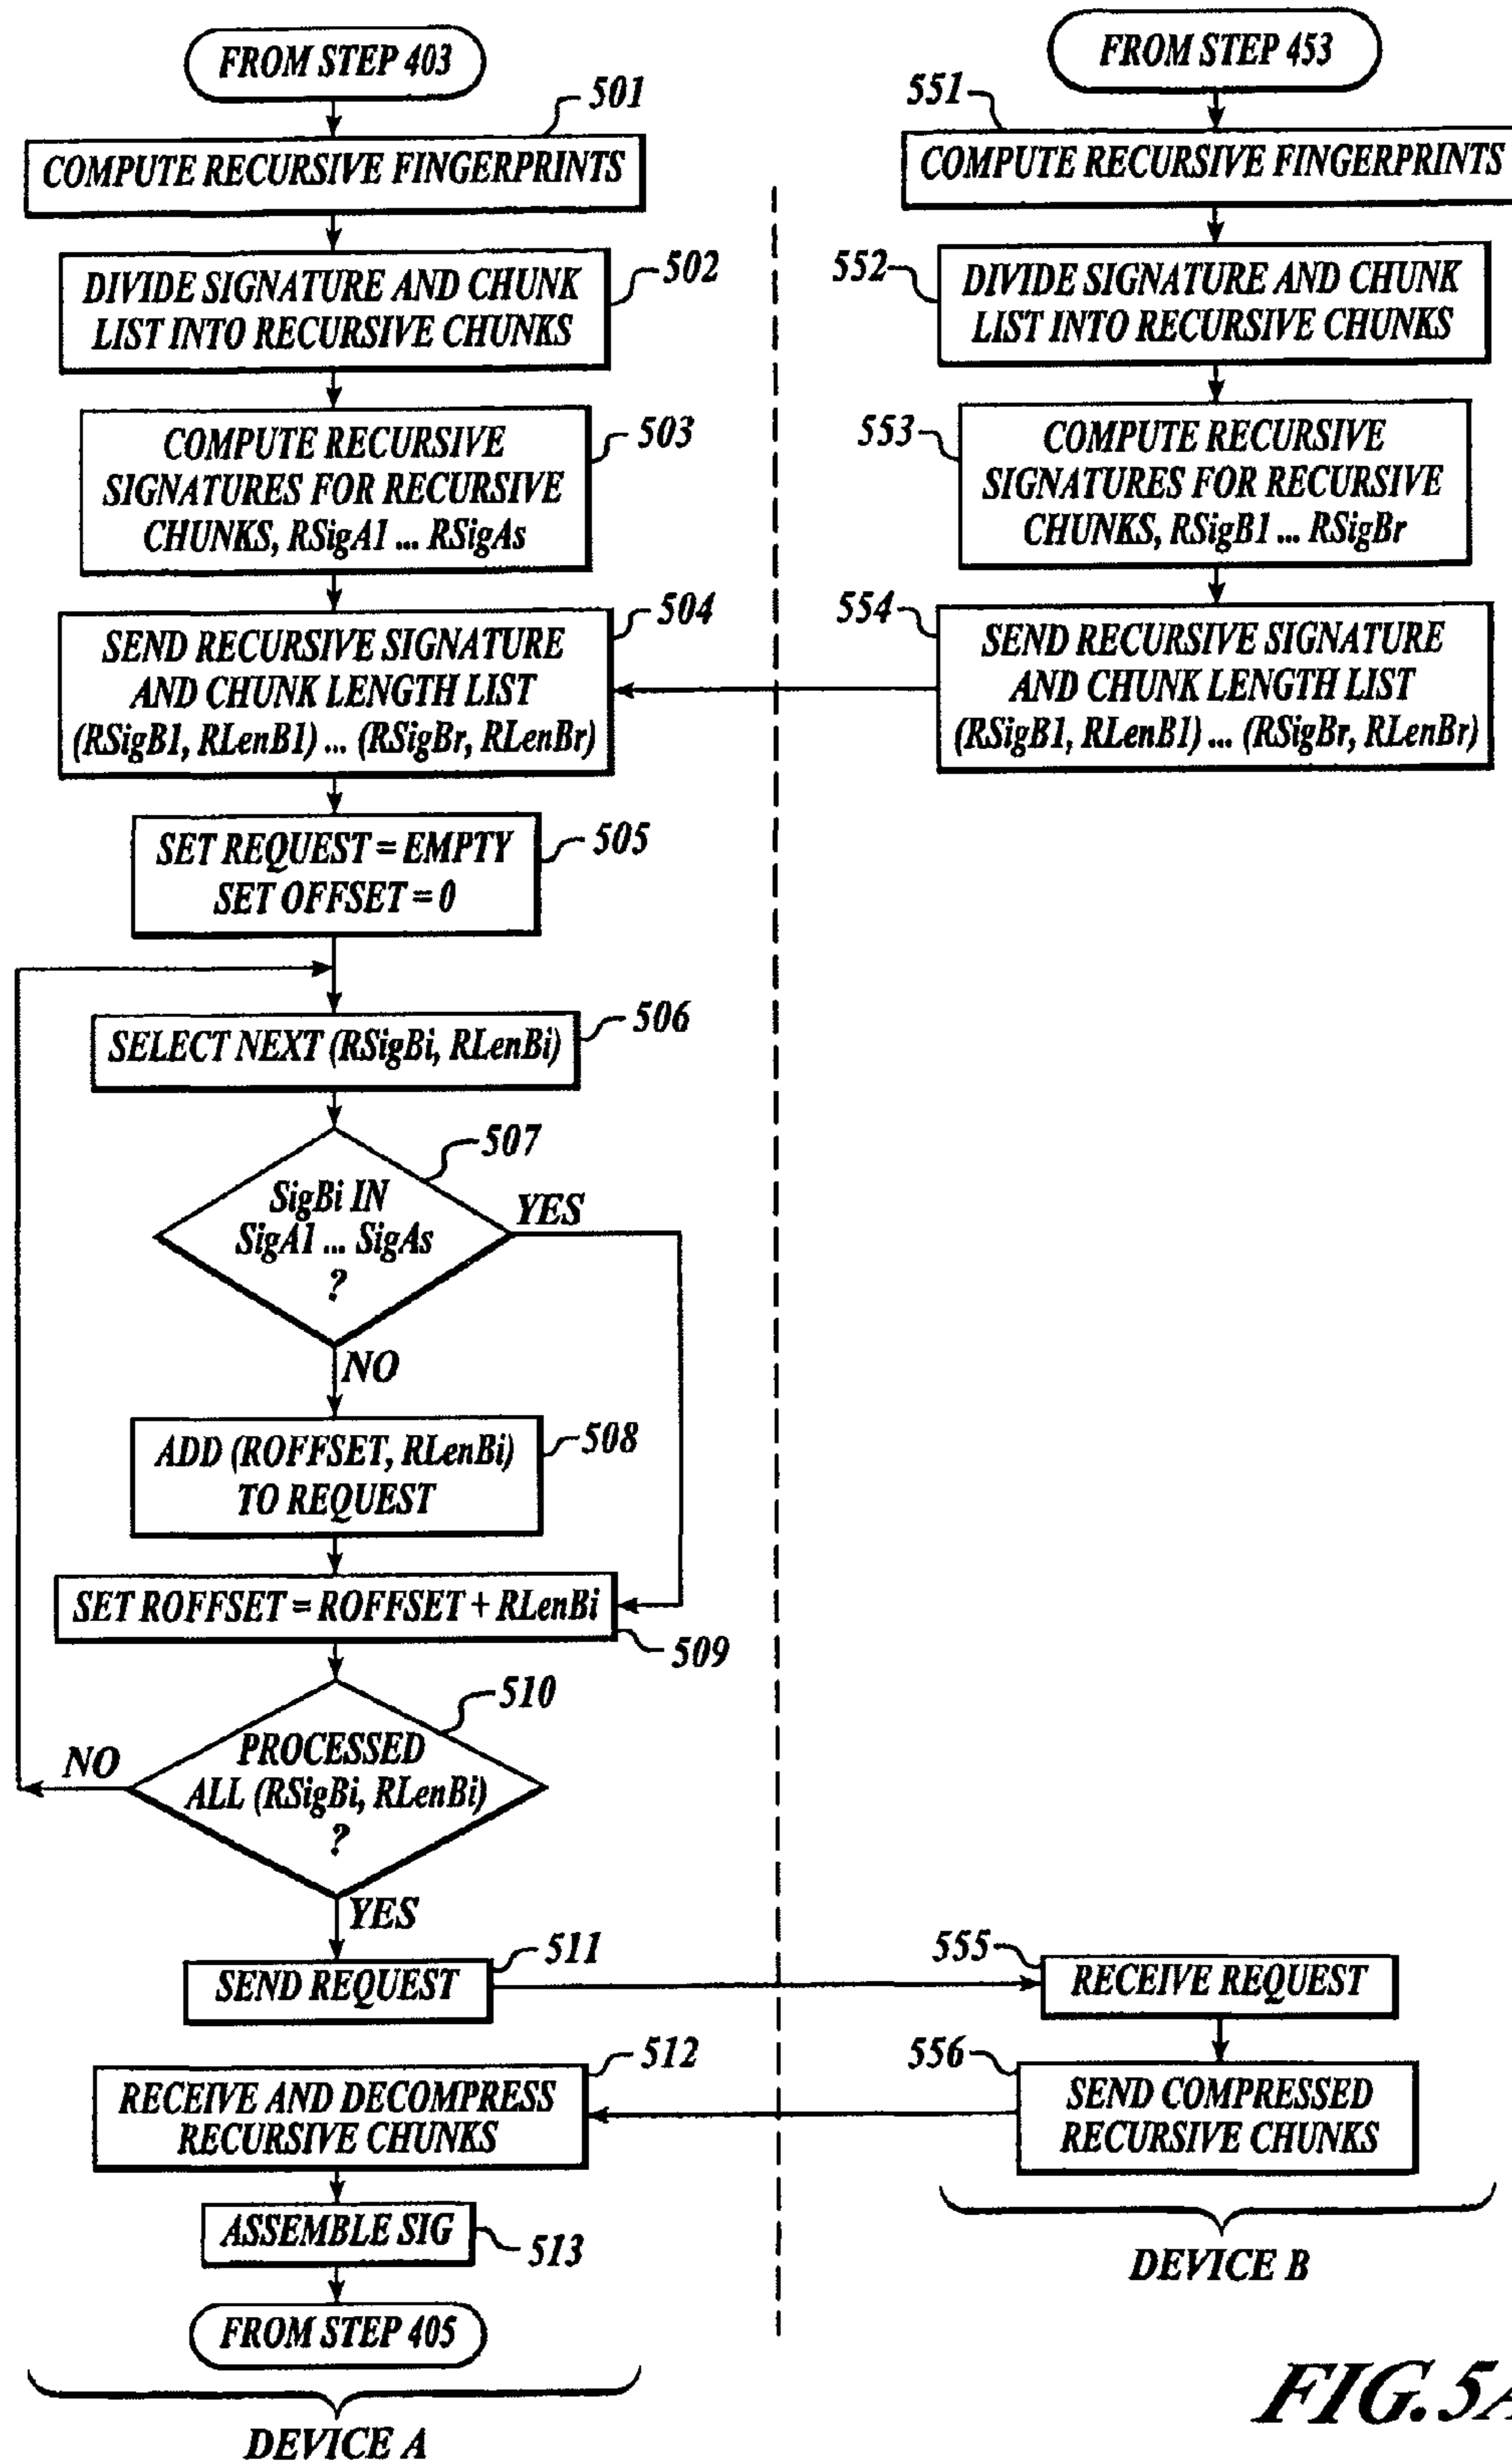 FROM STEP 403
501
COMPUTE RECURSIVE FINGERPRINTS
DIVIDE SIGNATURE AND CHUNK
LIST INTO RECURSIVE CHUNKS
502
COMPUTE RECURSIVE
SIGNATURES FOR RECURSIVE
CHUNKS, RSigA1 ... RSigAs
503
SEND RECURSIVE SIGNATURE
AND CHUNK LENGTH LIST
(RSigB1, RLenB1) ... (RSigBr, RLenBr)
504
SET REQUEST = EMPTY
SET OFFSET = 0
505
SELECT NEXT (RSigBi, RLenBi)
506
507
SigBi IN
SigA1 ... SigAs
?
YES
NO
ADD (ROFFSET, RLenBi)
TO REQUEST
508
SET ROFFSET = ROFFSET + RLenBi
509
510
PROCESSED
ALL (RSigBi, RLenBi)
?
NO
YES
SEND REQUEST
511
RECEIVE AND DECOMPRESS
RECURSIVE CHUNKS
512
ASSEMBLE SIG
513
FROM STEP 405
DEVICE A
FROM STEP 453
551
COMPUTE RECURSIVE FINGERPRINTS
552
DIVIDE SIGNATURE AND CHUNK
LIST INTO RECURSIVE CHUNKS
553
COMPUTE RECURSIVE
SIGNATURES FOR RECURSIVE
CHUNKS, RSigB1 ... RSigBr
554
SEND RECURSIVE SIGNATURE
AND CHUNK LENGTH LIST
(RSigB1, RLenB1) ... (RSigBr, RLenBr)
555
RECEIVE REQUEST
556
SEND COMPRESSED
RECURSIVE CHUNKS
DEVICE B
FIG. 5A